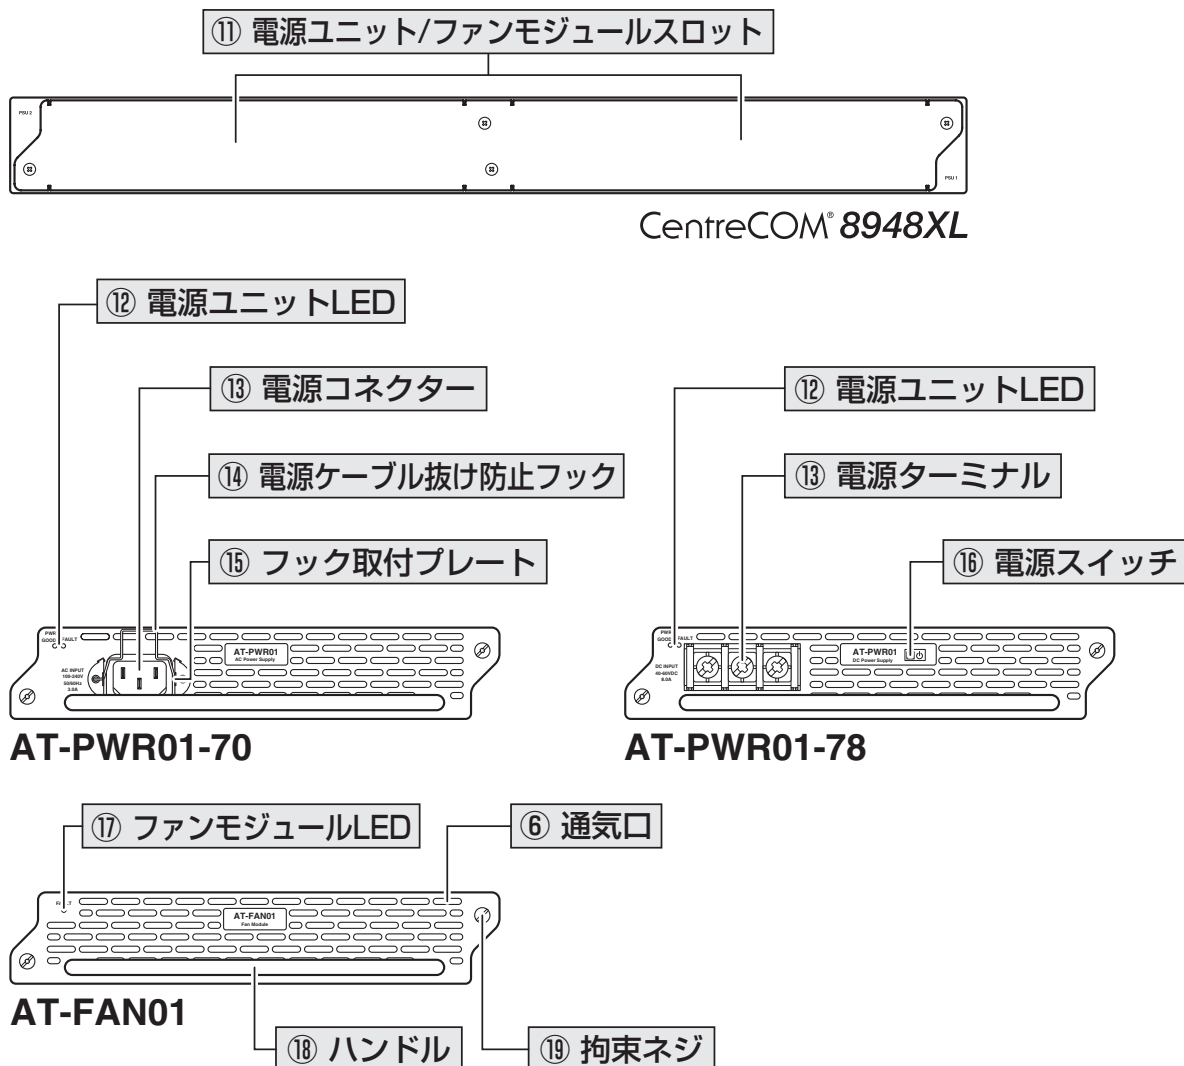 ⑪ 電源ユニット/ファンモジュールスロット
PSU 2
PSU 1
CentreCOM® 8948XL
⑫ 電源ユニットLED
⑬ 電源コネクター
⑭ 電源ケーブル抜け防止フック
⑮ フック取付プレート
PWR
GOOD FAULT
AC INPUT
100-240V
50/60Hz
3.0A
AT-PWR01
AC Power Supply
AT-PWR01-70
⑫ 電源ユニットLED
⑬ 電源ターミナル
⑯ 電源スイッチ
PWR
GOOD FAULT
DC INPUT
40-60VDC
8.0A
AT-PWR01
DC Power Supply
AT-PWR01-78
⑰ ファンモジュールLED
⑥ 通気口
AT-FAN01
Fan Module
AT-FAN01
⑱ ハンドル
⑲ 拘束ネジ